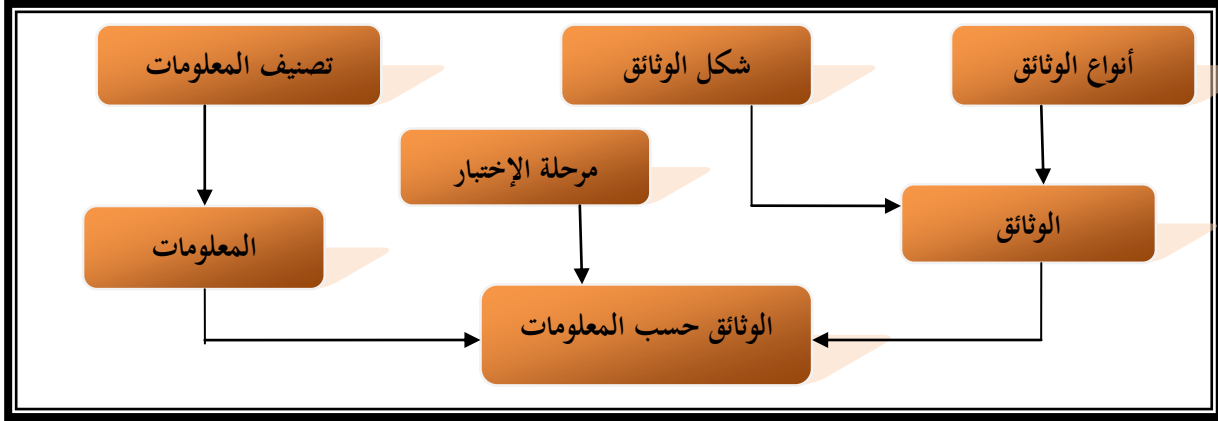 أنواع الوثائق
شكل الوثائق
تصنيف المعلومات
مرحلة الإختبار
الوثائق
المعلومات
الوثائق حسب المعلومات